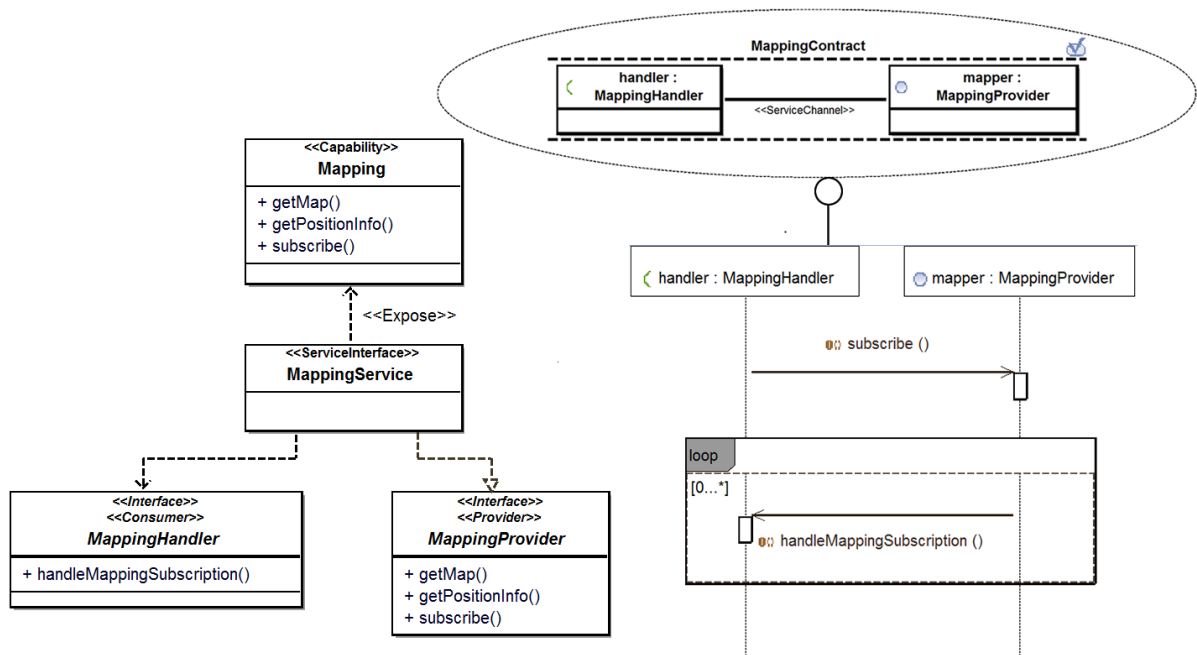 MappingContract
handler :
MappingHandler
<<ServiceChannel>>
mapper :
MappingProvider
<<Capability>>
Mapping
+ getMap()
+ getPositionInfo()
+ subscribe()
<<Expose>>
<<ServiceInterface>>
MappingService
<<Interface>>
<<Consumer>>
MappingHandler
+ handleMappingSubscription()
<<Interface>>
<<Provider>>
MappingProvider
+ getMap()
+ getPositionInfo()
+ subscribe()
handler : MappingHandler
mapper : MappingProvider
subscribe ()
loop
[0...*]
handleMappingSubscription ()